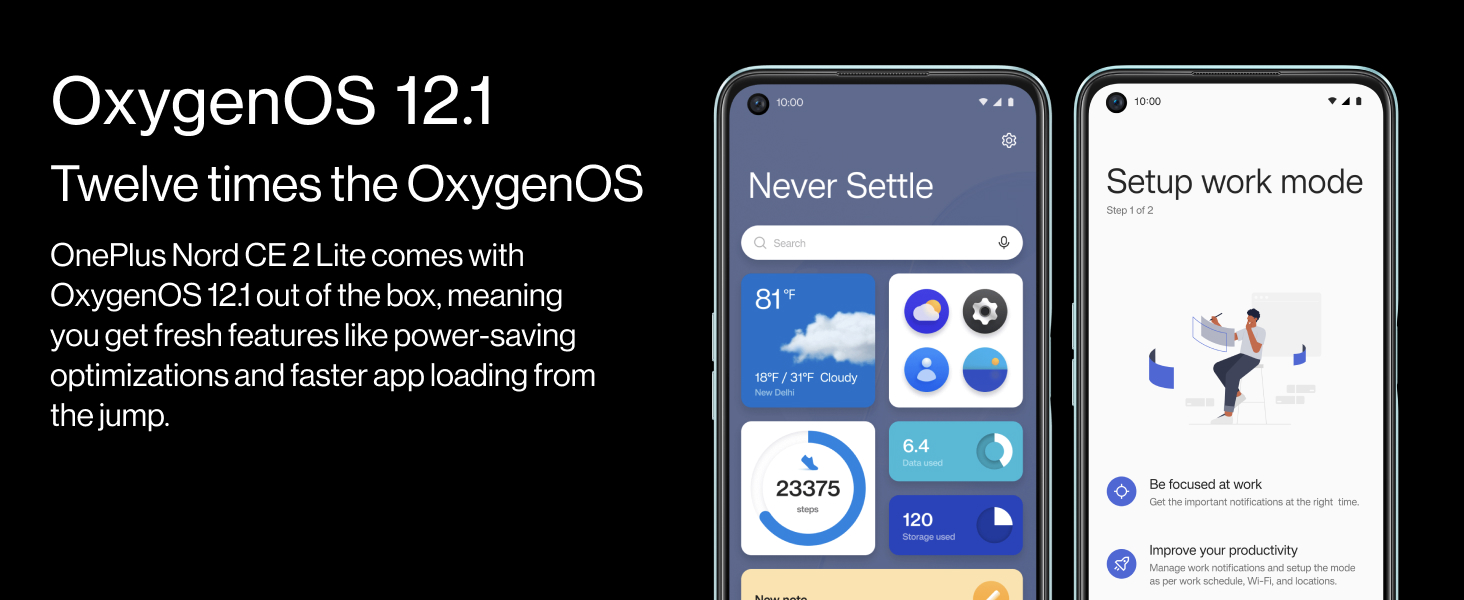 OxygenOS 12.1
Twelve times the OxygenOS
OnePlus Nord CE 2 Lite comes with
OxygenOS 12.1 out of the box, meaning
you get fresh features like power-saving
optimizations and faster app loading from
the jump.
10:00
Never Settle
Search
81°F
18°F / 31°F Cloudy
New Delhi
23375
steps
6.4
Data used
120
Storage used
New note
10:00
Setup work mode
Step 1 of 2
Be focused at work
Get the important notifications at the right time.
Improve your productivity
Manage work notifications and setup the mode
as per work schedule, Wi-Fi, and locations.